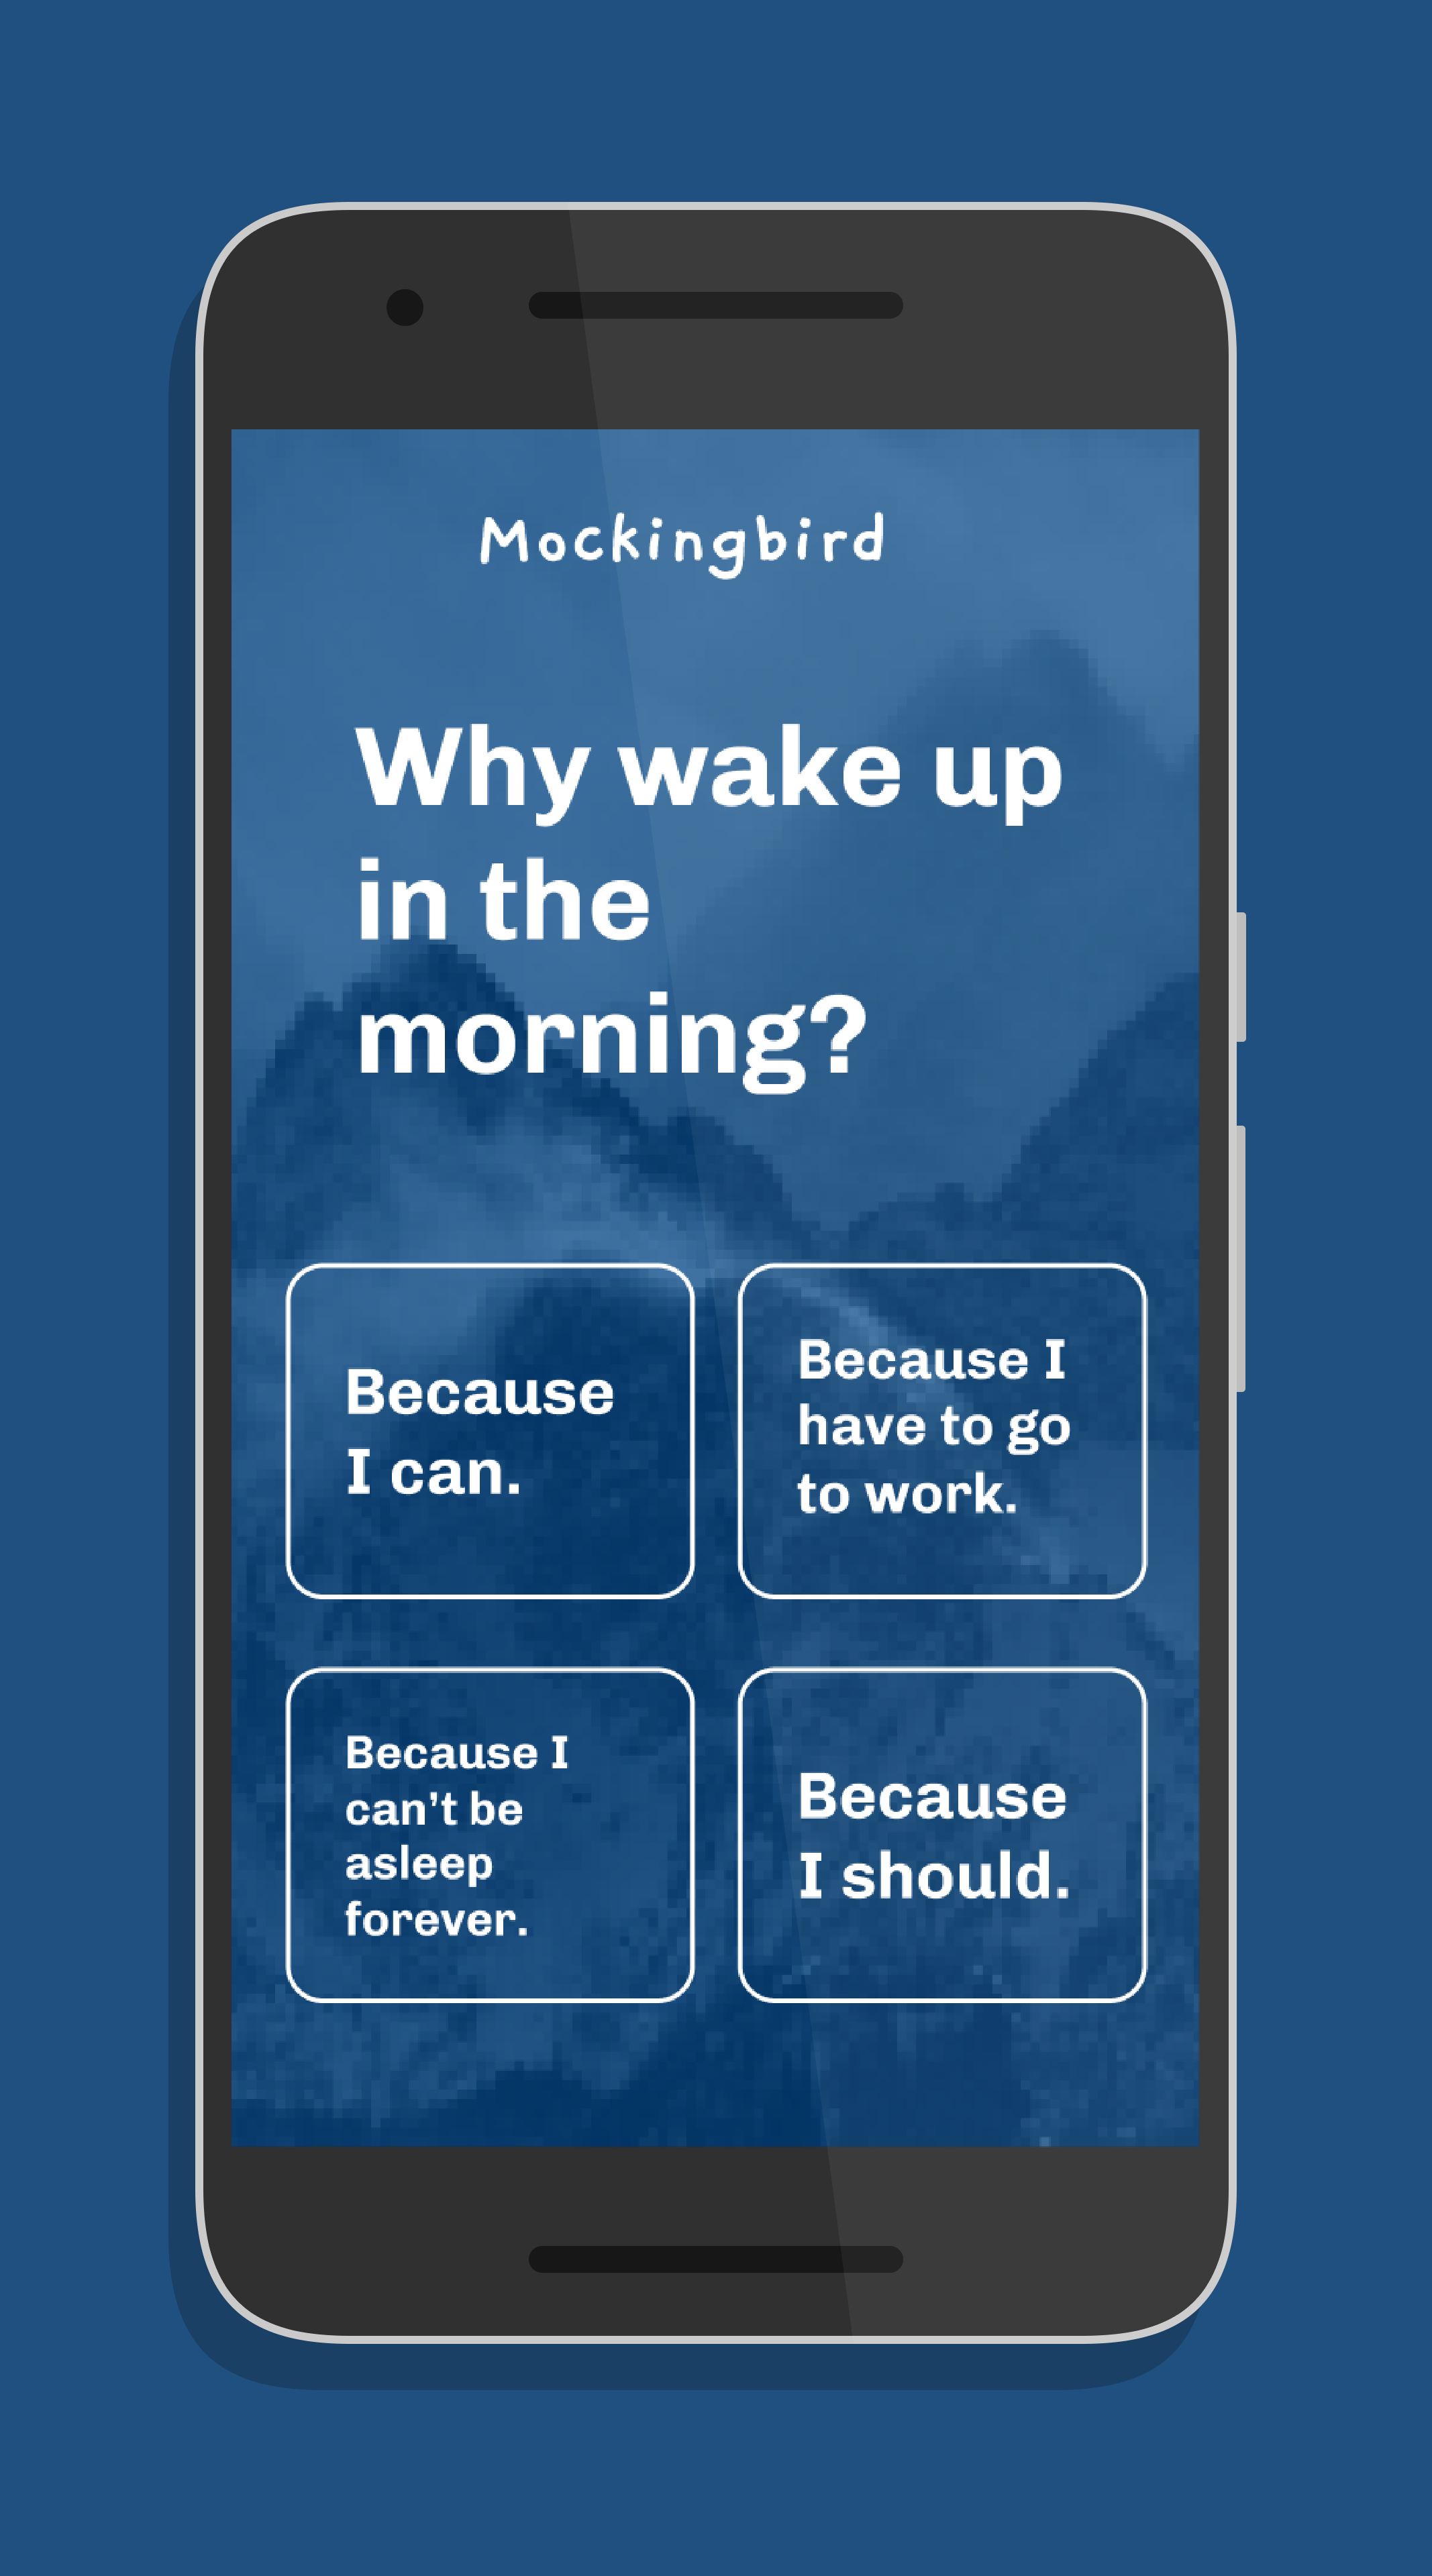 Mockingbird
Why wake up
in the
morning?
Because
I can.
Because I
have to go
to work.
Because I
can't be
asleep
forever.
Because
I should.